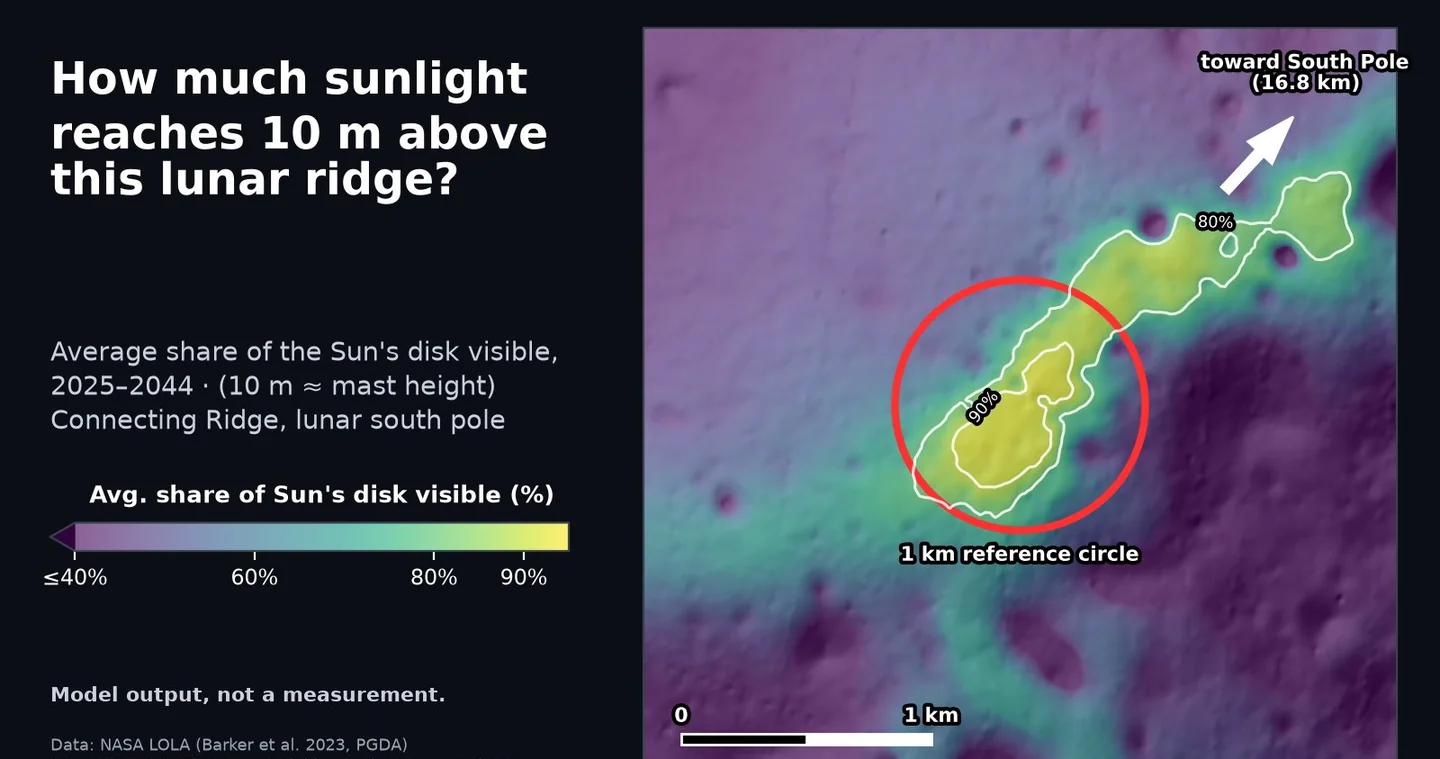 How much sunlight
reaches 10 m above
this lunar ridge?
Average share of the Sun's disk visible,
2025–2044 · (10 m ≈ mast height)
Connecting Ridge, lunar south pole
Avg. share of Sun's disk visible (%)
≤40% 60% 80% 90%
Model output, not a measurement.
Data: NASA LOLA (Barker et al. 2023, PGDA)
toward South Pole
(16.8 km)
80%
90%
1 km reference circle
0 1 km